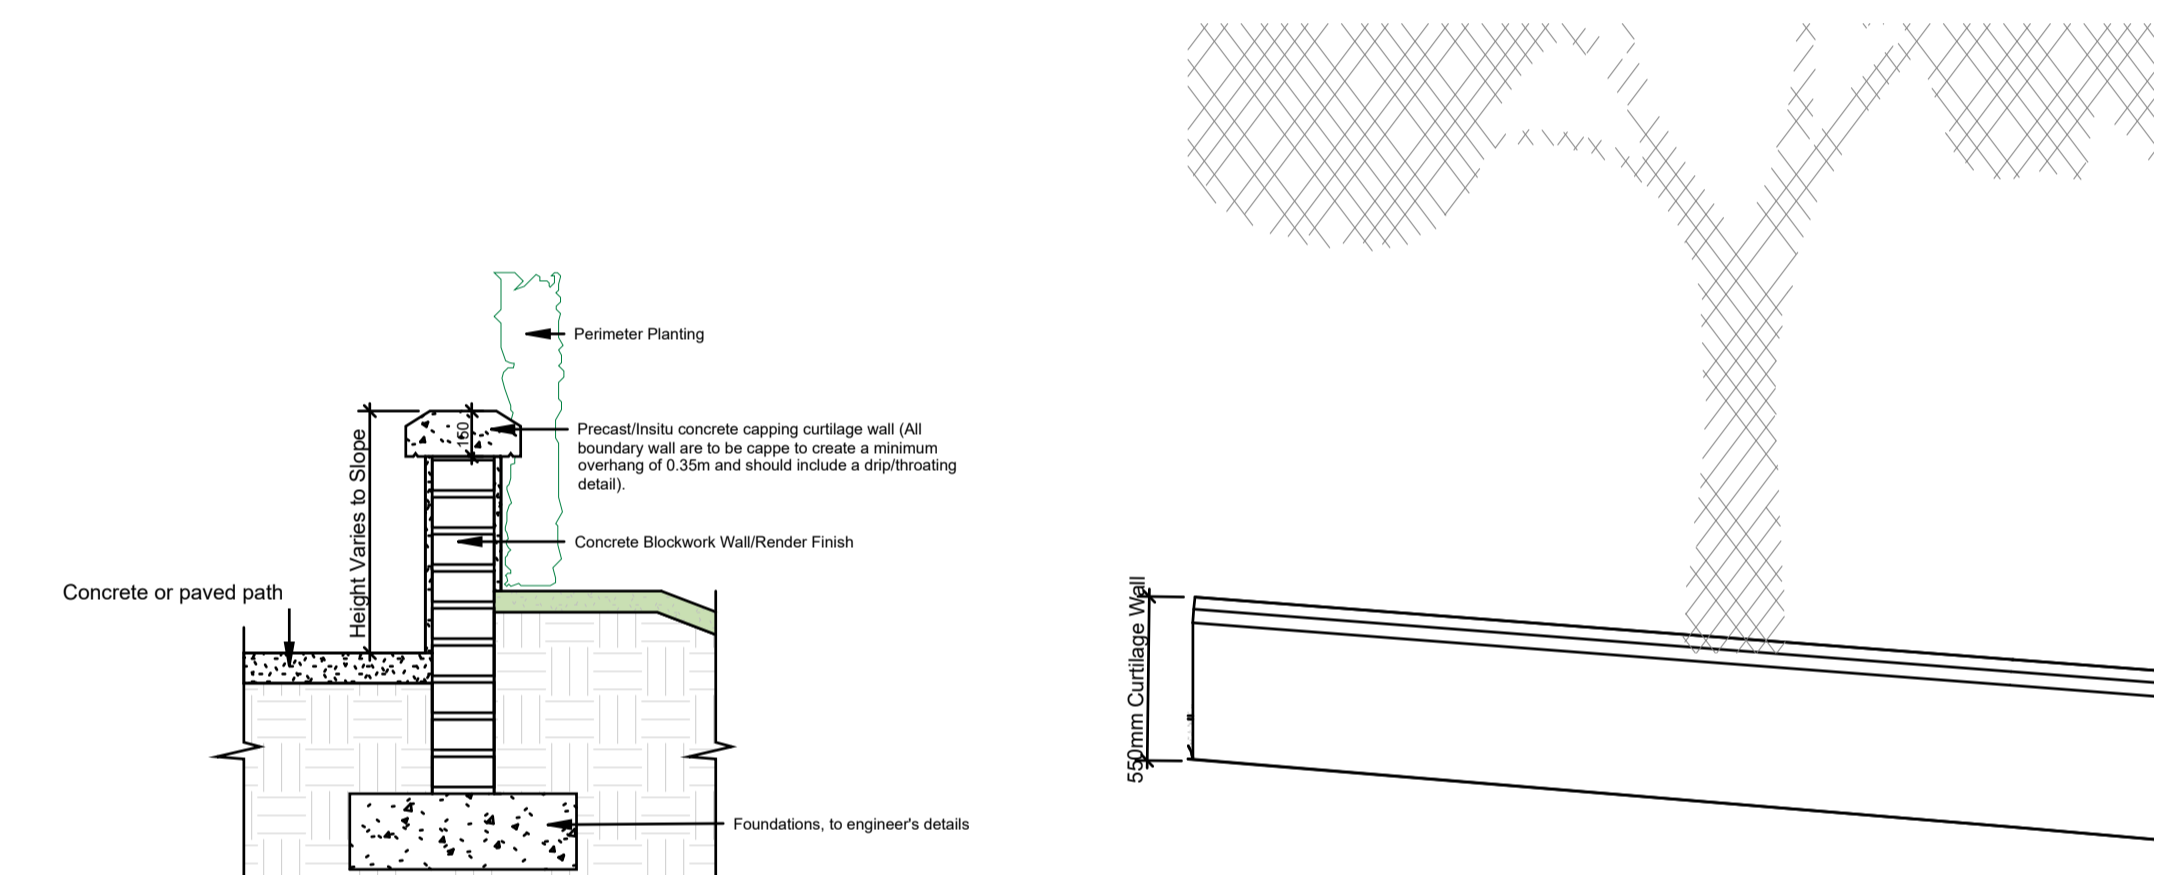 Perimeter Planting
Precast/Insitu concrete capping curtilage wall (All
boundary wall are to be cappe to create a minimum
overhang of 0.35m and should include a drip/throating
detail).
150
Height Varies to Slope
Concrete Blockwork Wall/Render Finish
Concrete or paved path
Foundations, to engineer's details
550mm Curtilage Wall